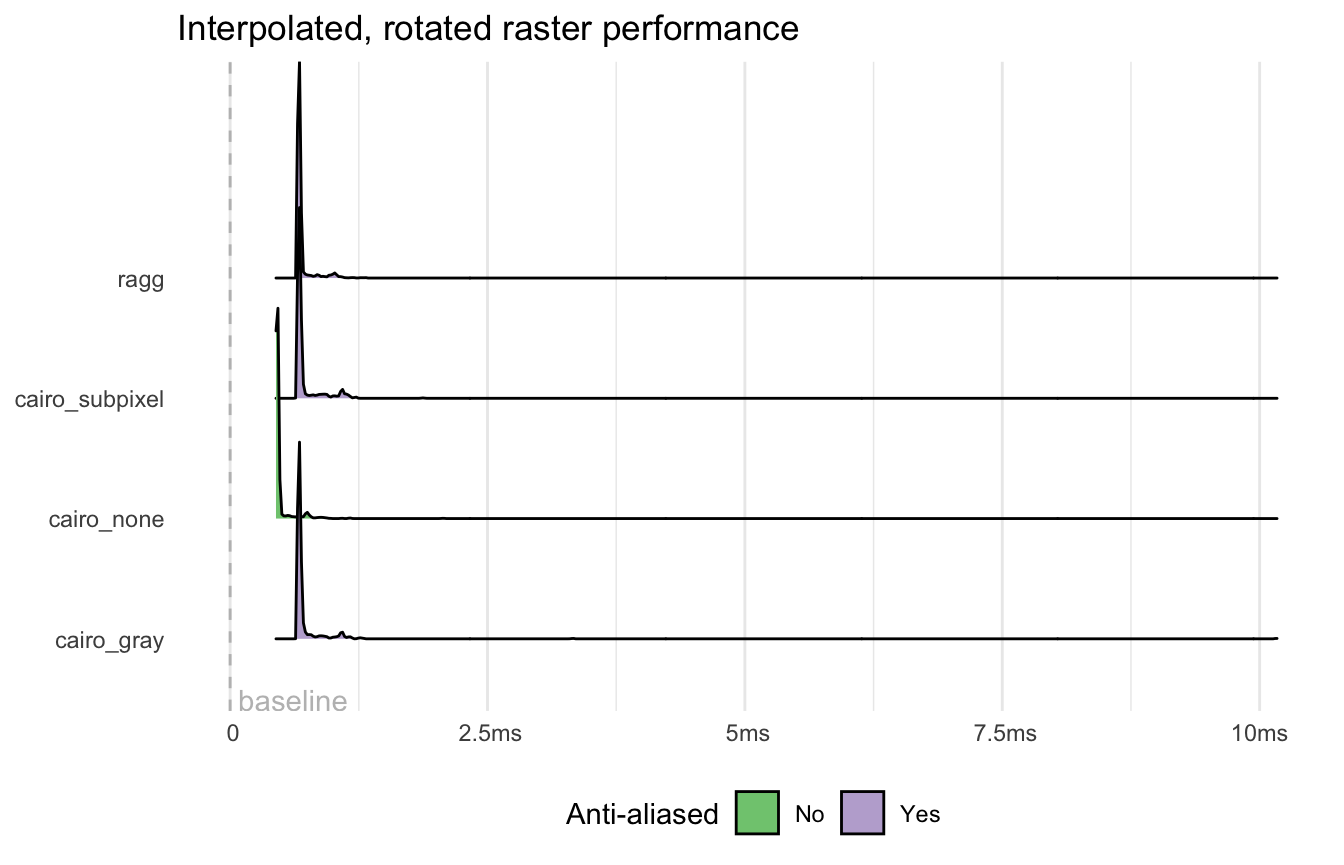 Interpolated, rotated raster performance
ragg
cairo_subpixel
cairo_none
cairo_gray
baseline
0 2.5ms 5ms 7.5ms 10ms
Anti-aliased No Yes